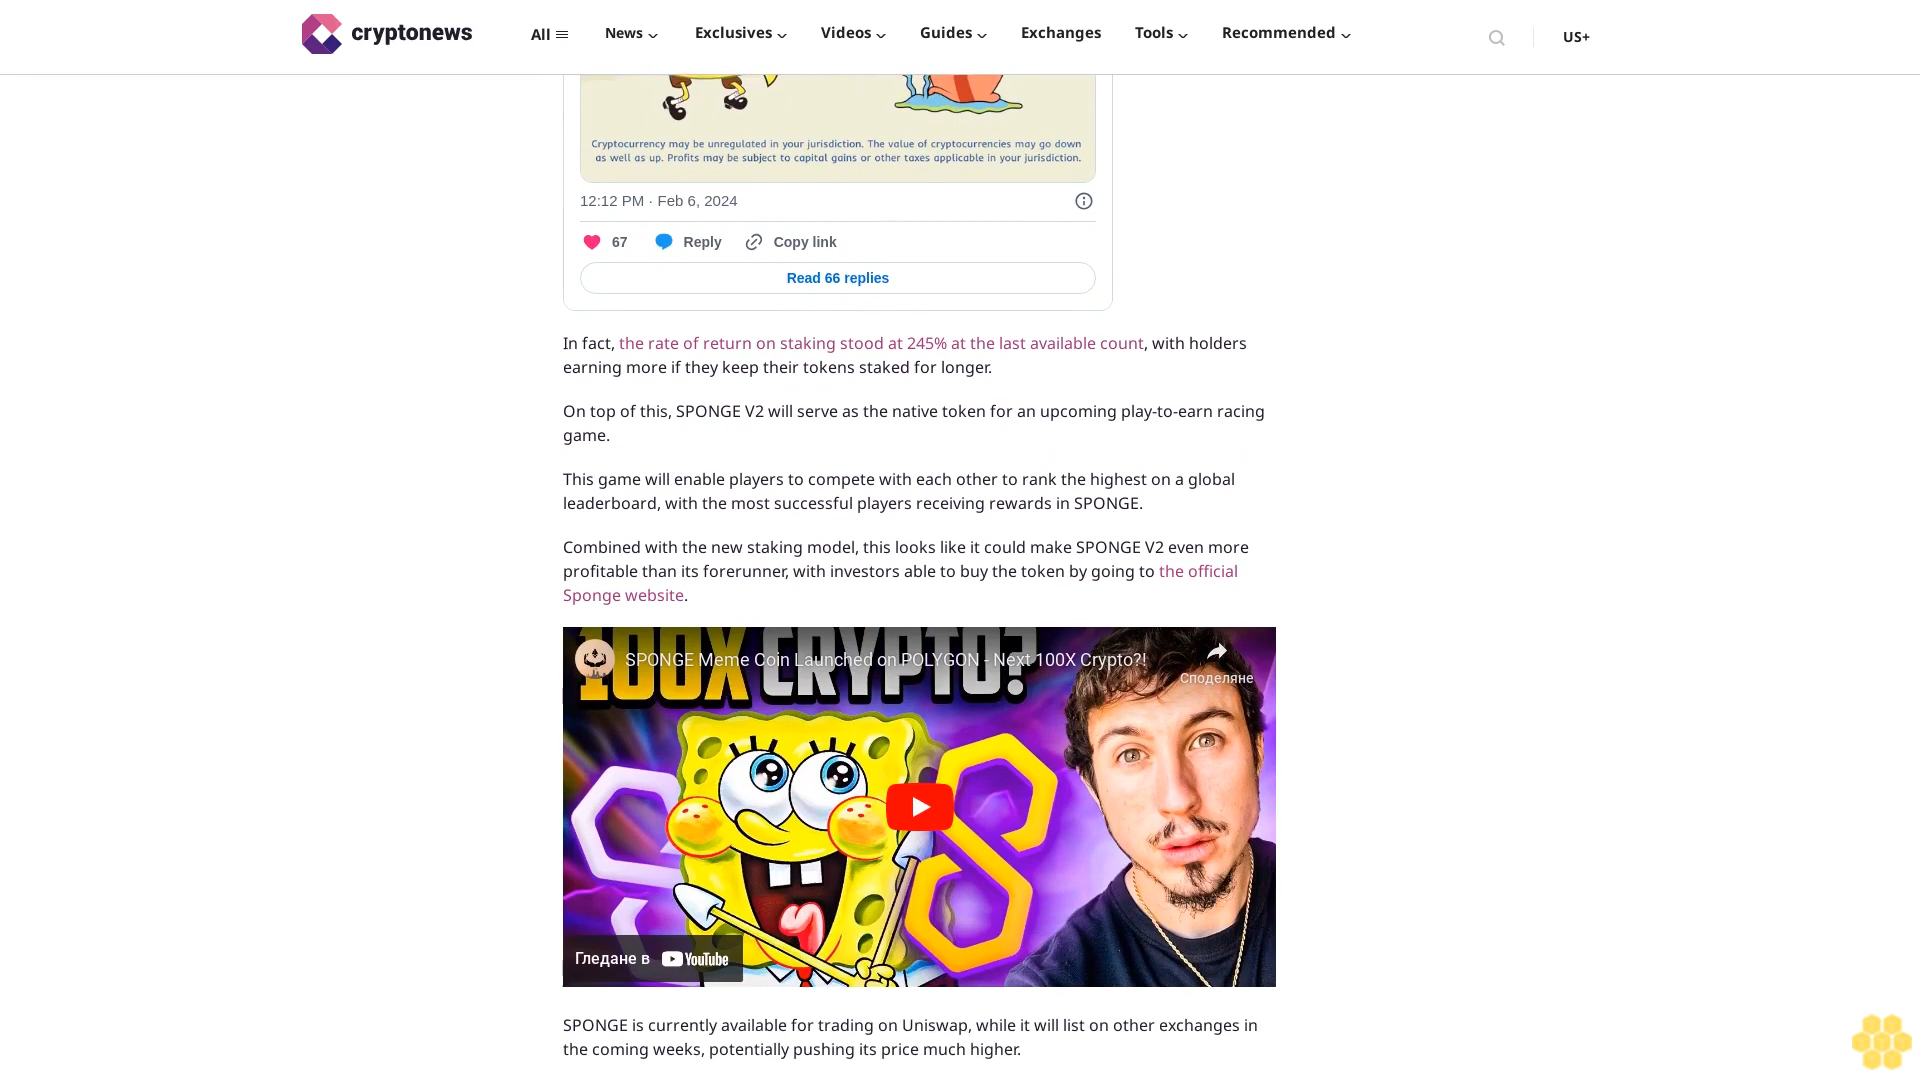 cryptonews
All
News
Exclusives
Videos
Guides
Exchanges
Tools
Recommended
US+
Cryptocurrency may be unregulated in your jurisdiction. The value of cryptocurrencies may go down
as well as up. Profits may be subject to capital gains or other taxes applicable in your jurisdiction.
12:12 PM · Feb 6, 2024
67
Reply
Copy link
Read 66 replies
In fact, the rate of return on staking stood at 245% at the last available count, with holders
earning more if they keep their tokens staked for longer.
On top of this, SPONGE V2 will serve as the native token for an upcoming play-to-earn racing
game.
This game will enable players to compete with each other to rank the highest on a global
leaderboard, with the most successful players receiving rewards in SPONGE.
Combined with the new staking model, this looks like it could make SPONGE V2 even more
profitable than its forerunner, with investors able to buy the token by going to the official
Sponge website.
100X CRYPTO?
SPONGE Meme Coin Launched on POLYGON - Next 100X Crypto?!
Споделяне
Гледане в YouTube
SPONGE is currently available for trading on Uniswap, while it will list on other exchanges in
the coming weeks, potentially pushing its price much higher.